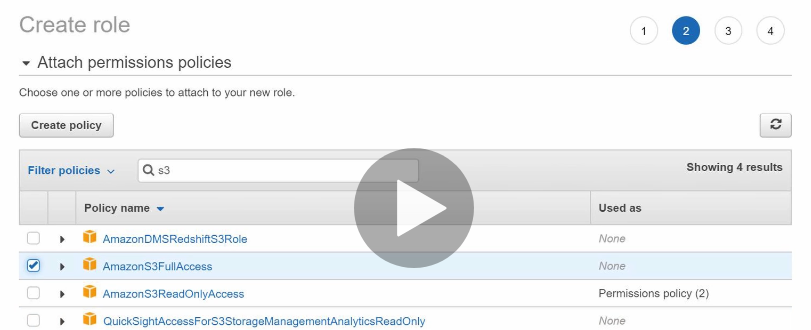 Create role
1 2 3 4
Attach permissions policies
Choose one or more policies to attach to your new role.
Create policy
Filter policies s3 Showing 4 results
Policy name Used as
AmazonDMSRedshiftS3Role None
AmazonS3FullAccess None
AmazonS3ReadOnlyAccess Permissions policy (2)
QuickSightAccessForS3StorageManagementAnalyticsReadOnly None